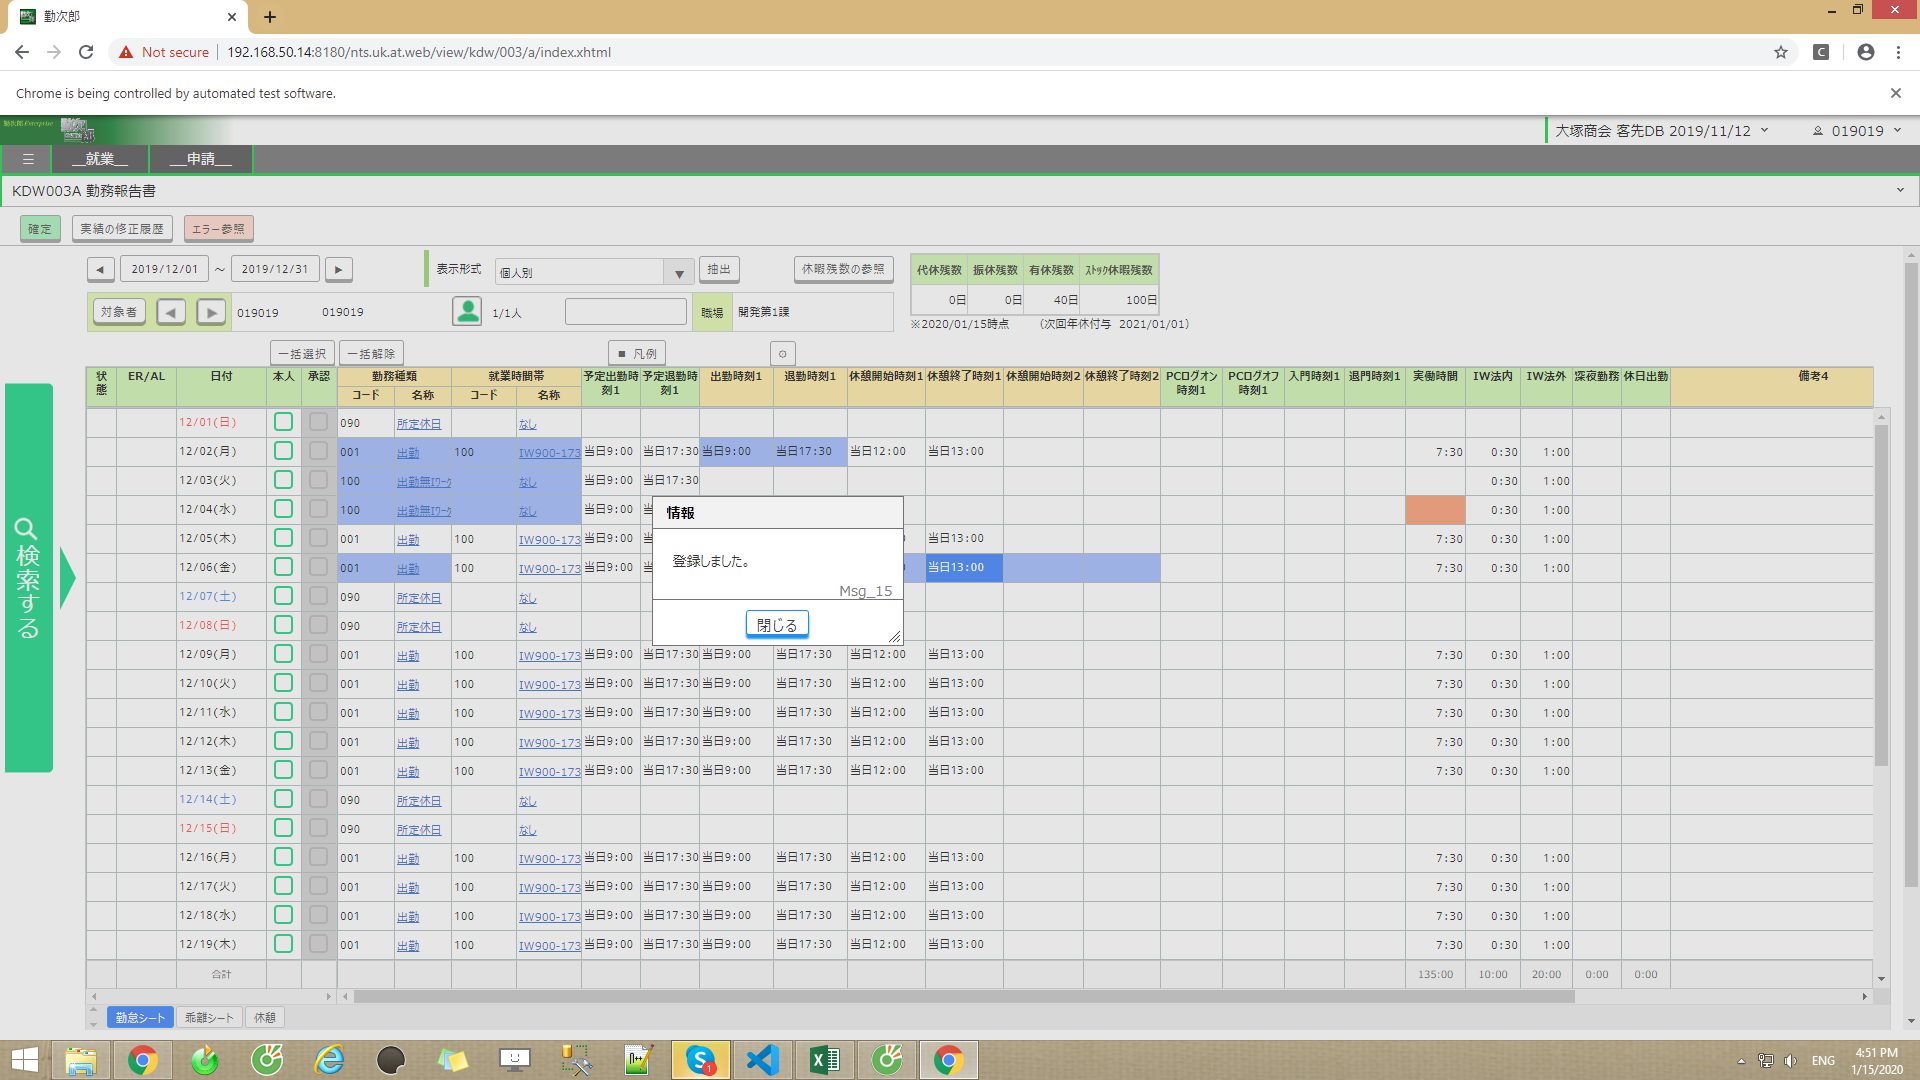 勤次郎
Not secure 192.168.50.14:8180/nts.uk.at.web/view/kdw/003/a/index.xhtml
Chrome is being controlled by automated test software.
大塚商会 客先DB 2019/11/12 019019
__就業__ __申請__
KDW003A 勤務報告書
確定 実績の修正履歴 エラー参照
2019/12/01 ～ 2019/12/31 表示形式 個人別 抽出 休暇残数の参照
代休残数 振休残数 有休残数 ｽﾄｯｸ休暇残数
0日 0日 40日 100日
対象者 019019 019019 1/1人 職場 開発第1課
※2020/01/15時点 （次回年休付与 2021/01/01）
一括選択 一括解除 ■ 凡例
状態 ER/AL 日付 本人 承認 勤務種類 就業時間帯 予定出勤時刻1 予定退勤時刻1 出勤時刻1 退勤時刻1 休憩開始時刻1 休憩終了時刻1 休憩開始時刻2 休憩終了時刻2 PCログオン時刻1 PCログオフ時刻1 入門時刻1 退門時刻1 実働時間 IW法内 IW法外 深夜勤務 休日出勤 備考4
コード 名称 コード 名称
12/01(日) 090 所定休日 なし
12/02(月) 001 出勤 100 IW900-173 当日9:00 当日17:30 当日9:00 当日17:30 当日12:00 当日13:00 7:30 0:30 1:00
12/03(火) 100 出勤無ｴﾜｰｸ なし 当日9:00 当日17:30 0:30 1:00
12/04(水) 100 出勤無ｴﾜｰｸ なし 当日9:00 0:30 1:00
12/05(木) 001 出勤 100 IW900-173 当日9:00 当日13:00 7:30 0:30 1:00
12/06(金) 001 出勤 100 IW900-173 当日9:00 当日13:00 7:30 0:30 1:00
12/07(土) 090 所定休日 なし
12/08(日) 090 所定休日 なし
12/09(月) 001 出勤 100 IW900-173 当日9:00 当日17:30 当日9:00 当日17:30 当日12:00 当日13:00 7:30 0:30 1:00
12/10(火) 001 出勤 100 IW900-173 当日9:00 当日17:30 当日9:00 当日17:30 当日12:00 当日13:00 7:30 0:30 1:00
12/11(水) 001 出勤 100 IW900-173 当日9:00 当日17:30 当日9:00 当日17:30 当日12:00 当日13:00 7:30 0:30 1:00
12/12(木) 001 出勤 100 IW900-173 当日9:00 当日17:30 当日9:00 当日17:30 当日12:00 当日13:00 7:30 0:30 1:00
12/13(金) 001 出勤 100 IW900-173 当日9:00 当日17:30 当日9:00 当日17:30 当日12:00 当日13:00 7:30 0:30 1:00
12/14(土) 090 所定休日 なし
12/15(日) 090 所定休日 なし
12/16(月) 001 出勤 100 IW900-173 当日9:00 当日17:30 当日9:00 当日17:30 当日12:00 当日13:00 7:30 0:30 1:00
12/17(火) 001 出勤 100 IW900-173 当日9:00 当日17:30 当日9:00 当日17:30 当日12:00 当日13:00 7:30 0:30 1:00
12/18(水) 001 出勤 100 IW900-173 当日9:00 当日17:30 当日9:00 当日17:30 当日12:00 当日13:00 7:30 0:30 1:00
12/19(木) 001 出勤 100 IW900-173 当日9:00 当日17:30 当日9:00 当日17:30 当日12:00 当日13:00 7:30 0:30 1:00
合計 135:00 10:00 20:00 0:00 0:00
情報
登録しました。
Msg_15
閉じる
検索する
勤怠シート 乖離シート 休憩
ENG 4:51 PM
1/15/2020